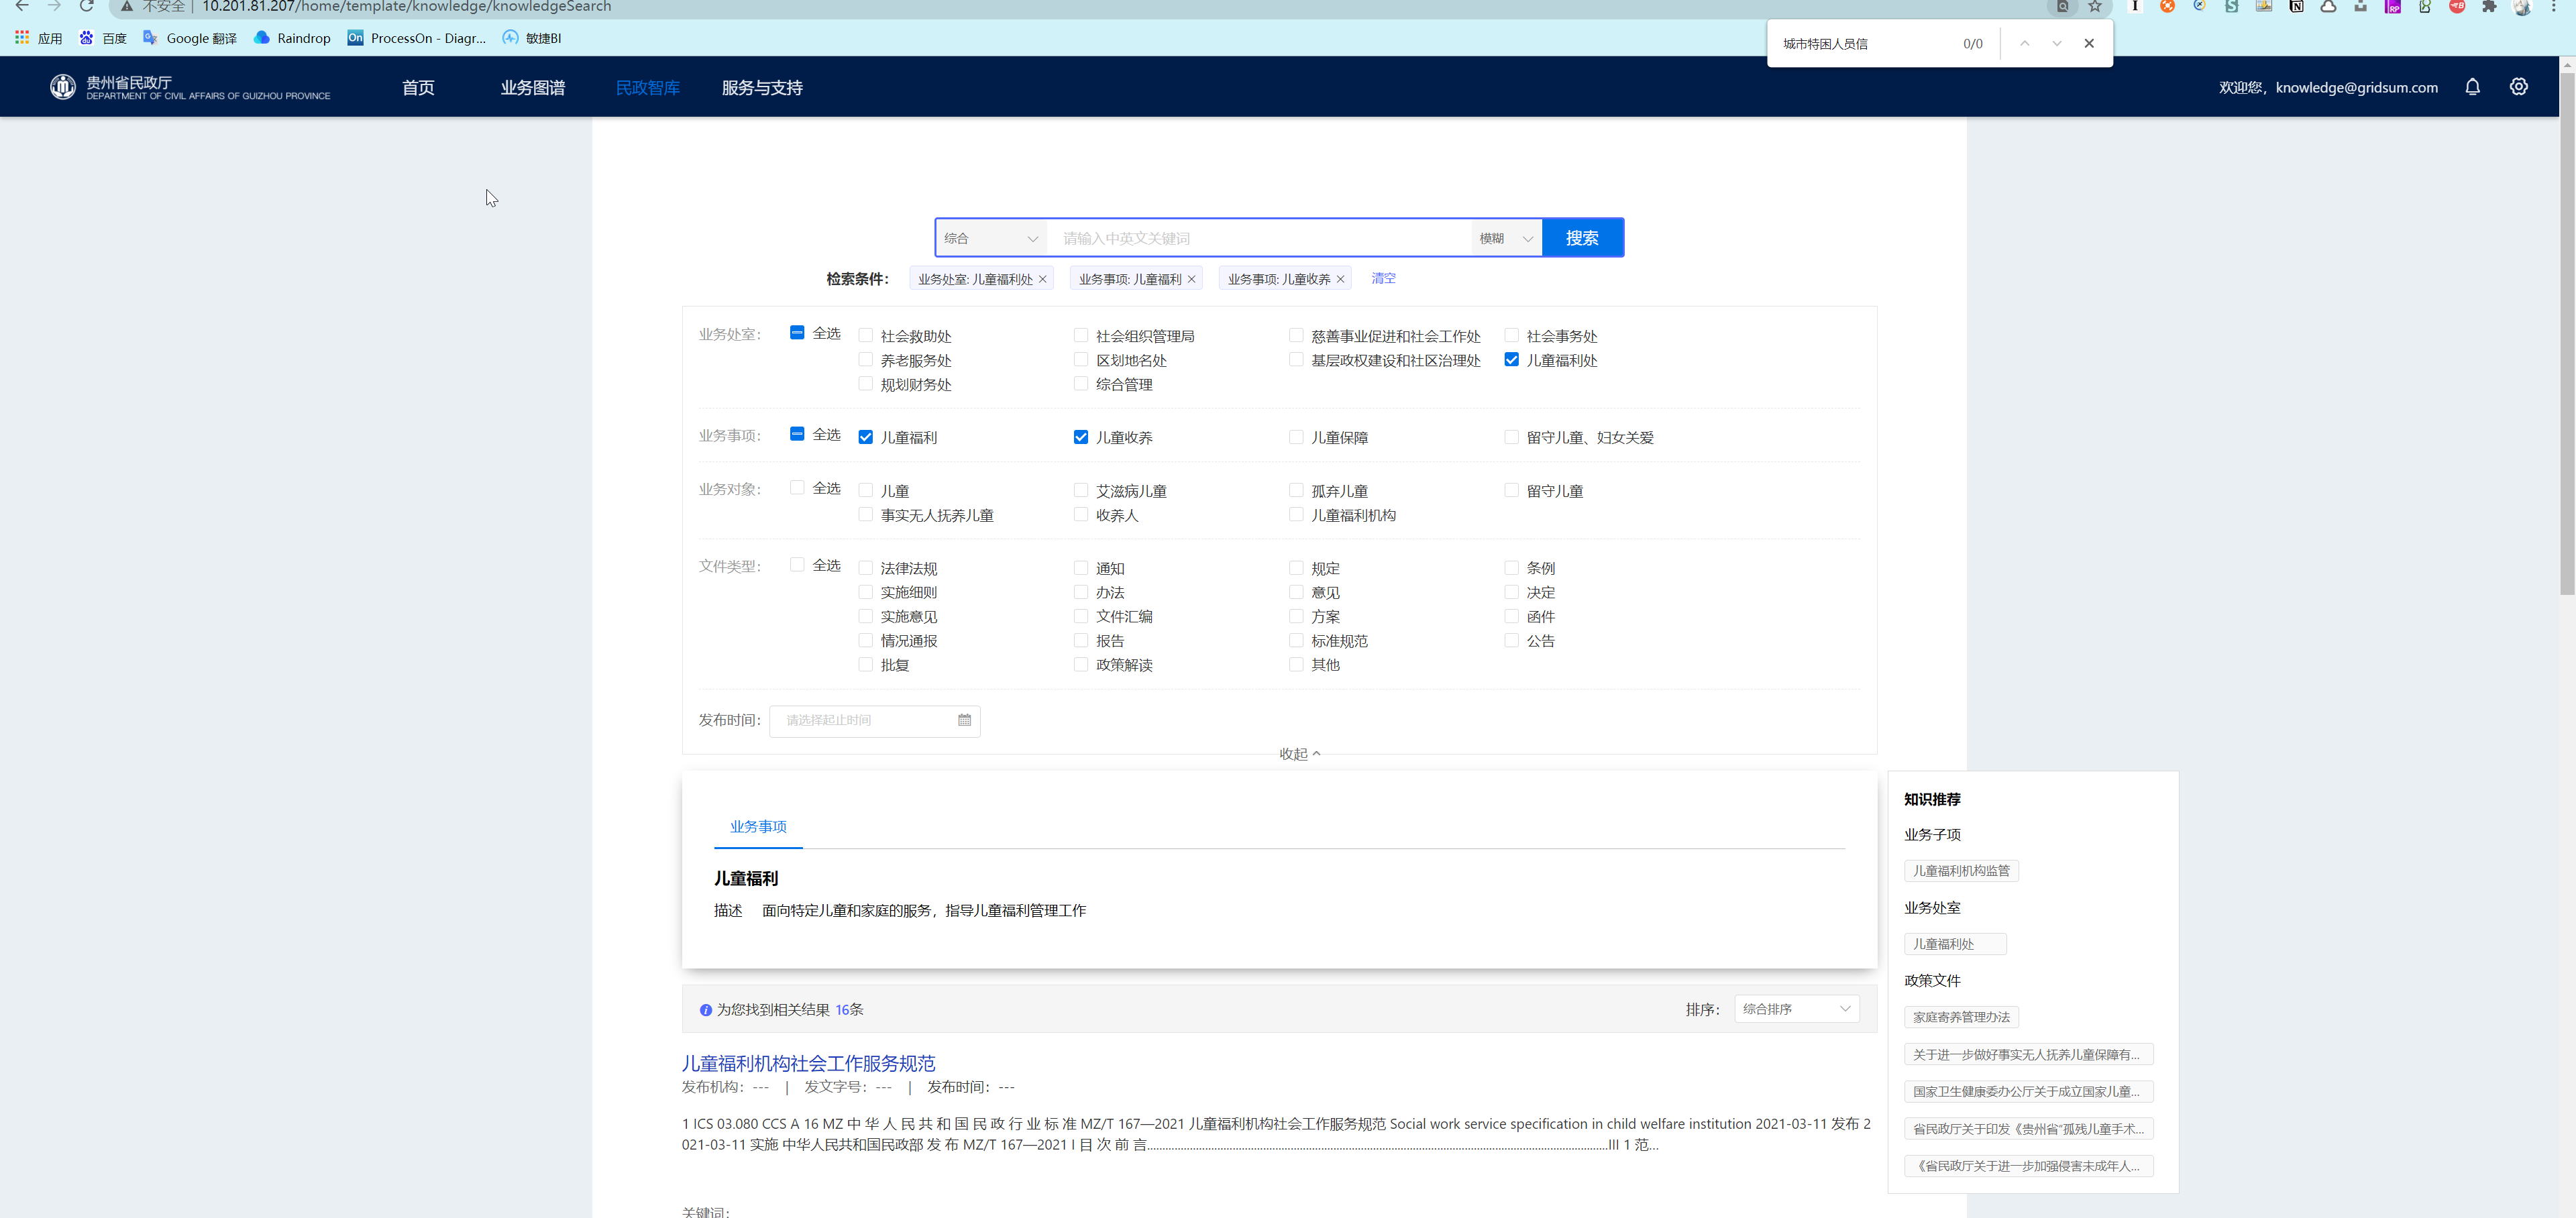 不安全 | 10.201.81.207/home/template/knowledge/knowledgeSearch
应用 百度 Google 翻译 Raindrop ProcessOn - Diagr... 敏捷BI
城市特困人员信 0/0
贵州省民政厅
DEPARTMENT OF CIVIL AFFAIRS OF GUIZHOU PROVINCE
首页 业务图谱 民政智库 服务与支持
欢迎您，knowledge@gridsum.com
综合 请输入中英文关键词 模糊 搜索
检索条件： 业务处室: 儿童福利处 × 业务事项: 儿童福利 × 业务事项: 儿童收养 × 清空
业务处室： 全选 社会救助处 社会组织管理局 慈善事业促进和社会工作处 社会事务处
养老服务处 区划地名处 基层政权建设和社区治理处 儿童福利处
规划财务处 综合管理
业务事项： 全选 儿童福利 儿童收养 儿童保障 留守儿童、妇女关爱
业务对象： 全选 儿童 艾滋病儿童 孤弃儿童 留守儿童
事实无人抚养儿童 收养人 儿童福利机构
文件类型： 全选 法律法规 通知 规定 条例
实施细则 办法 意见 决定
实施意见 文件汇编 方案 函件
情况通报 报告 标准规范 公告
批复 政策解读 其他
发布时间： 请选择起止时间
收起
业务事项
儿童福利
描述 面向特定儿童和家庭的服务，指导儿童福利管理工作
为您找到相关结果 16条 排序： 综合排序
儿童福利机构社会工作服务规范
发布机构：--- | 发文字号：--- | 发布时间：---
1 ICS 03.080 CCS A 16 MZ 中 华 人 民 共 和 国 民 政 行 业 标 准 MZ/T 167—2021 儿童福利机构社会工作服务规范 Social work service specification in child welfare institution 2021-03-11 发布 2
021-03-11 实施 中华人民共和国民政部 发 布 MZ/T 167—2021 I 目 次 前 言........................................................................................................................................III 1 范...
关键词：
知识推荐
业务子项
儿童福利机构监管
业务处室
儿童福利处
政策文件
家庭寄养管理办法
关于进一步做好事实无人抚养儿童保障有...
国家卫生健康委办公厅关于成立国家儿童...
省民政厅关于印发《贵州省“孤残儿童手术...
《省民政厅关于进一步加强侵害未成年人...